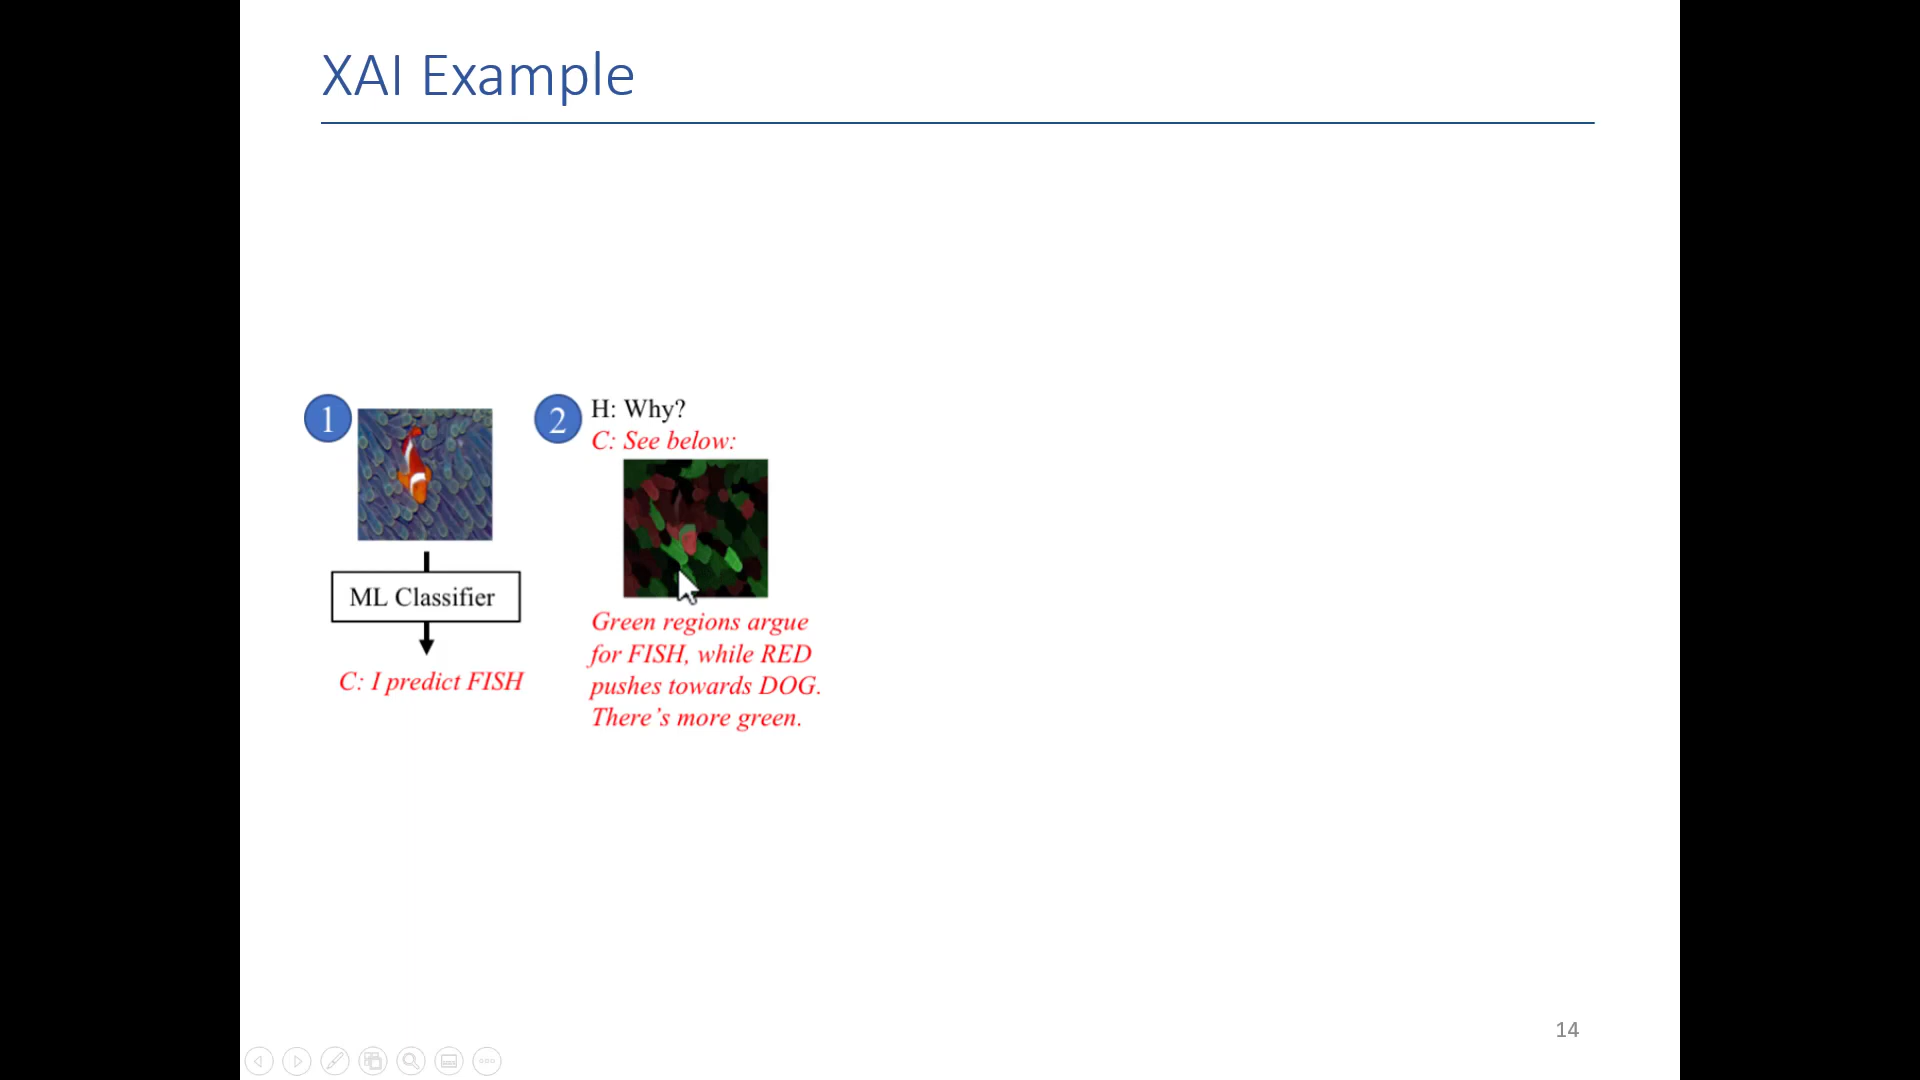 XAI Example
1
ML Classifier
C: I predict FISH
2
H: Why?
C: See below:
Green regions argue
for FISH, while RED
pushes towards DOG.
There’s more green.
14